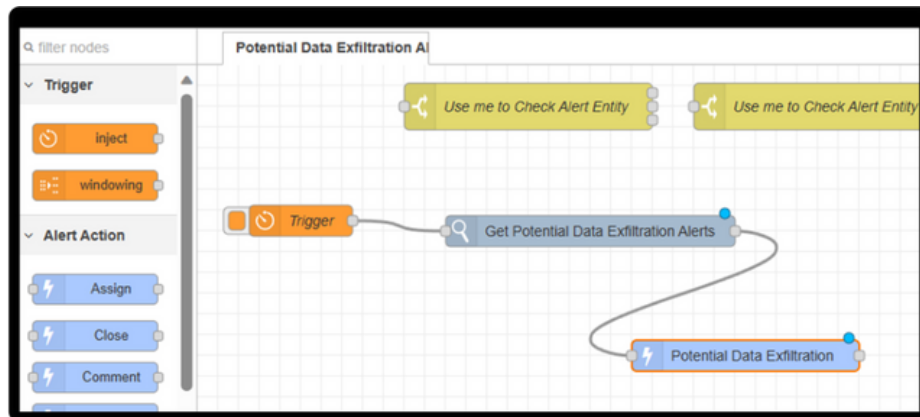 filter nodes
Potential Data Exfiltration Al
Trigger
Use me to Check Alert Entity
Use me to Check Alert Entity
inject
windowing
Trigger
Get Potential Data Exfiltration Alerts
Alert Action
Assign
Close
Potential Data Exfiltration
Comment